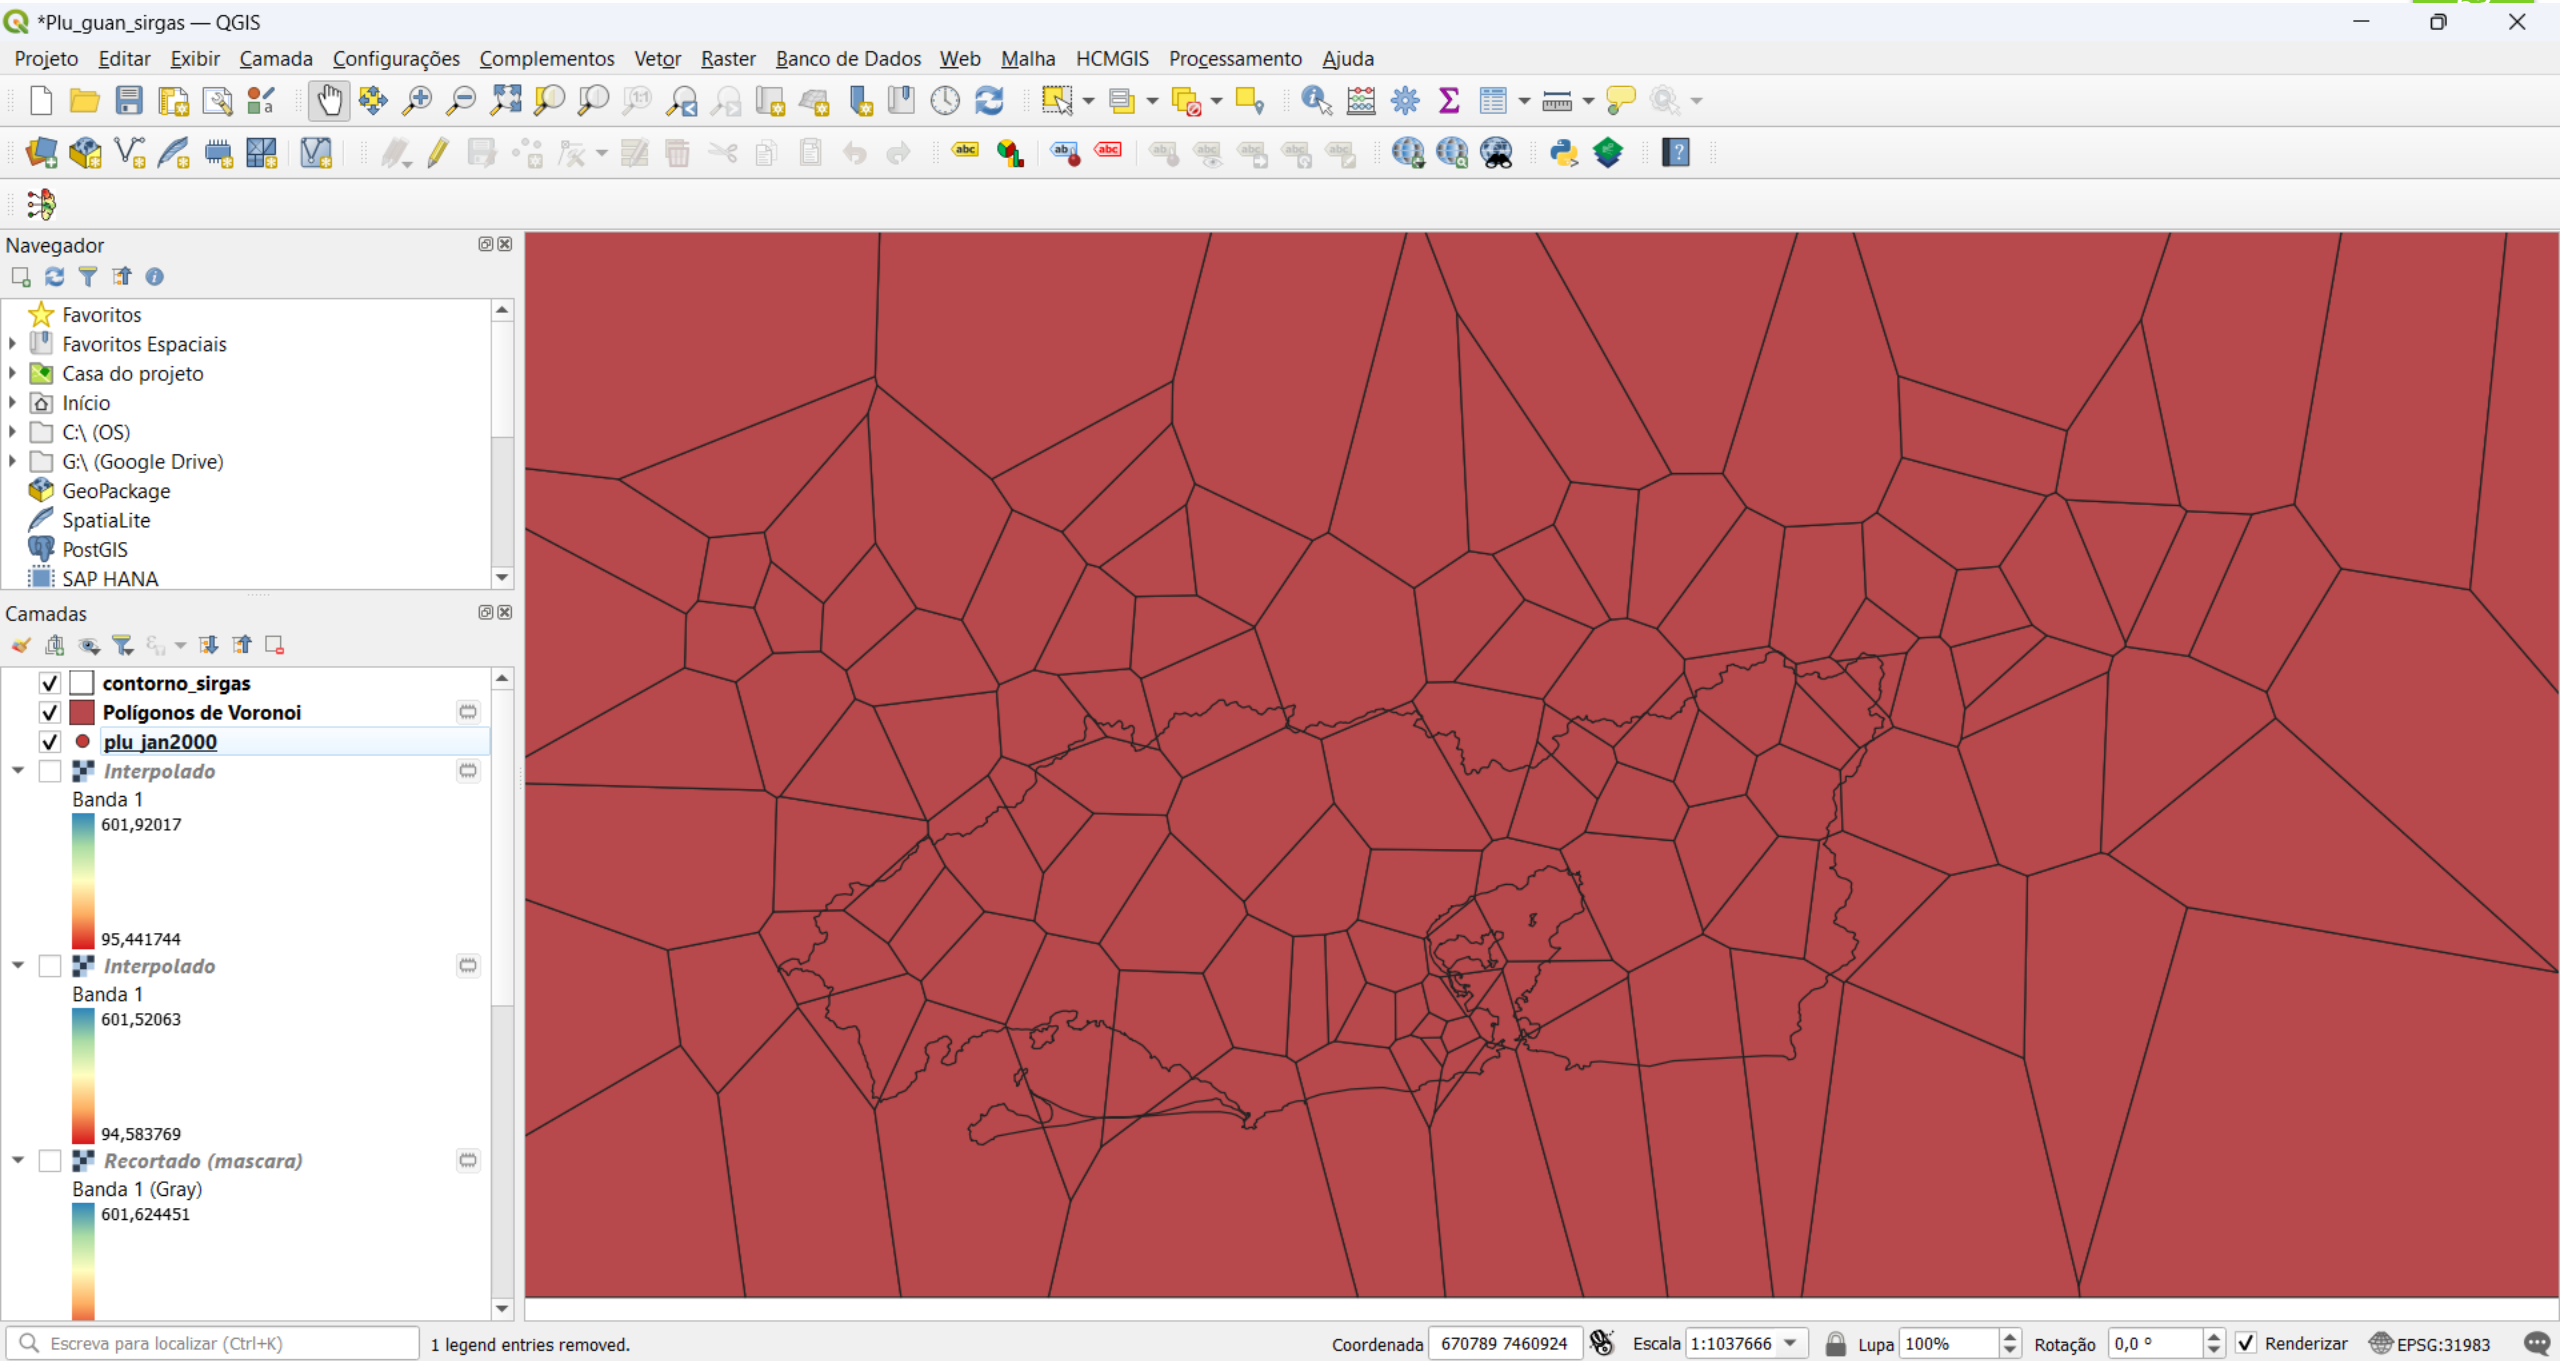 *Plu_guan_sirgas — QGIS
Projeto Editar Exibir Camada Configurações Complementos Vetor Raster Banco de Dados Web Malha HCMGIS Processamento Ajuda
Navegador
Favoritos
Favoritos Espaciais
Casa do projeto
Início
C:\ (OS)
G:\ (Google Drive)
GeoPackage
SpatiaLite
PostGIS
SAP HANA
Camadas
contorno_sirgas
Polígonos de Voronoi
plu_jan2000
Interpolado
Banda 1
601,92017
95,441744
Interpolado
Banda 1
601,52063
94,583769
Recortado (mascara)
Banda 1 (Gray)
601,624451
Escreva para localizar (Ctrl+K) 1 legend entries removed. Coordenada 670789 7460924 Escala 1:1037666 Lupa 100% Rotação 0,0 ° Renderizar EPSG:31983